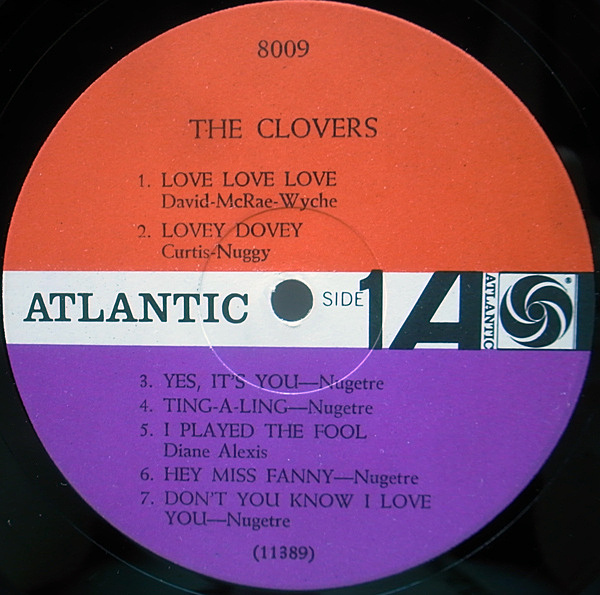 8009
THE CLOVERS
1. LOVE LOVE LOVE
David-McRae-Wyche
2. LOVEY DOVEY
Curtis-Nuggy
ATLANTIC
SIDE 1
A
ATLANTIC
®
3. YES, IT'S YOU—Nugetre
4. TING-A-LING—Nugetre
5. I PLAYED THE FOOL
Diane Alexis
6. HEY MISS FANNY—Nugetre
7. DON'T YOU KNOW I LOVE
YOU—Nugetre
(11389)